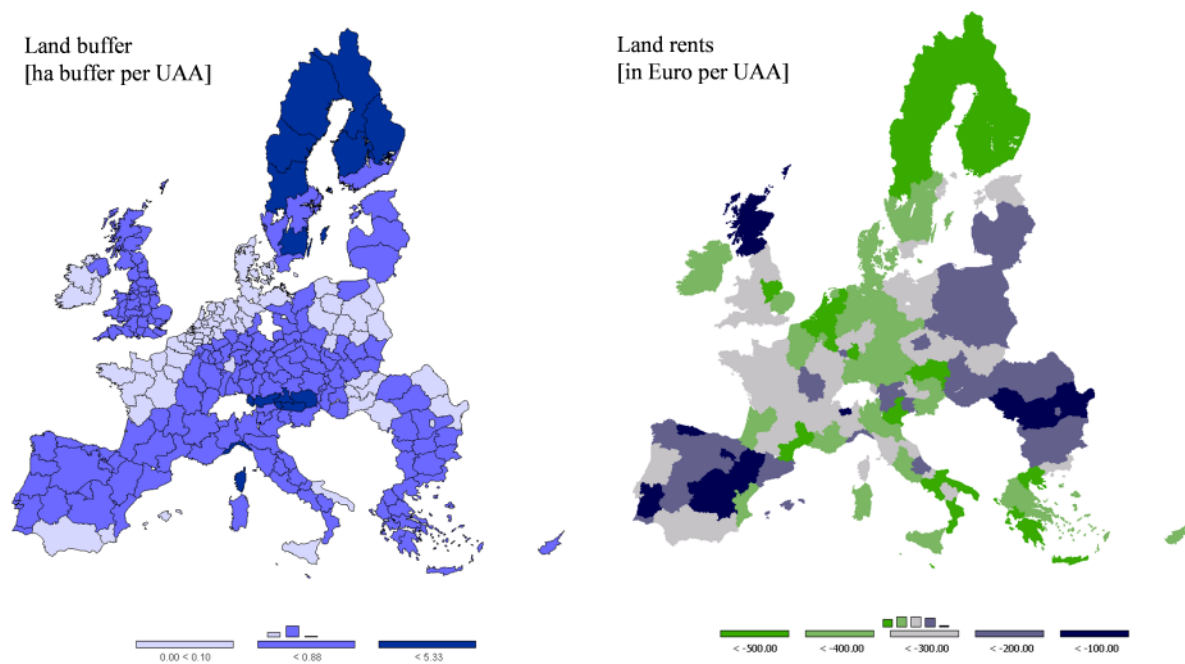 Land buffer
[ha buffer per UAA]
Land rents
[in Euro per UAA]
0.00 < 0.10
< 0.88
< 5.33
< -500.00
< -400.00
< -300.00
< -200.00
< -100.00